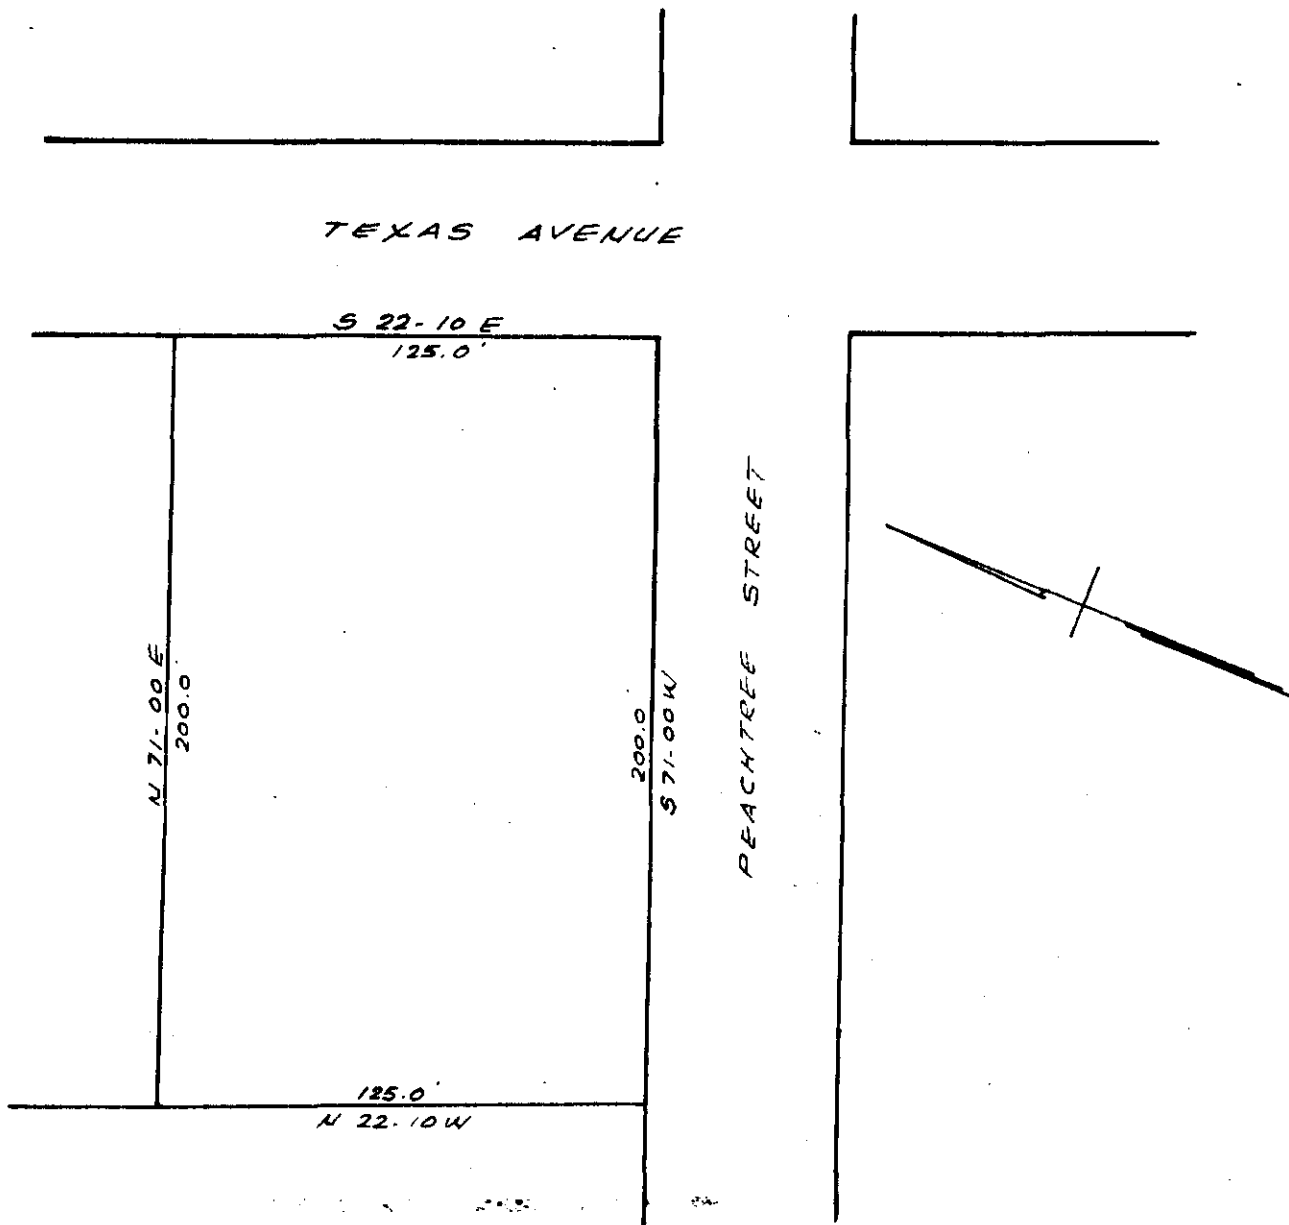 TEXAS AVENUE
S 22-10 E
125.0'
N 71-00 E
200.0
200.0
S 71-00 W
PEACHTREE STREET
125.0'
N 22-10 W